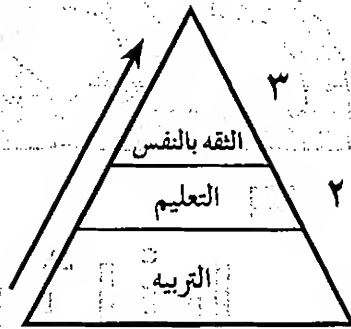 ٣
الثقه بالنفس
التعليم
٢
التربيه